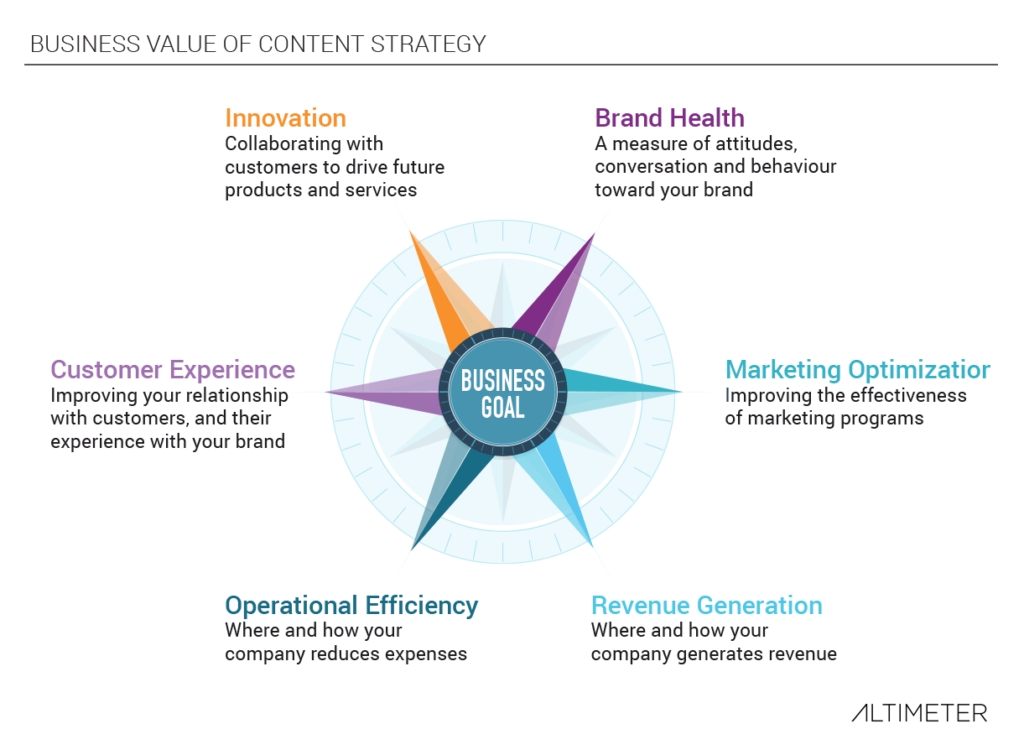 BUSINESS VALUE OF CONTENT STRATEGY
Innovation
Collaborating with
customers to drive future
products and services
Brand Health
A measure of attitudes,
conversation and behaviour
toward your brand
Customer Experience
Improving your relationship
with customers, and their
experience with your brand
BUSINESS
GOAL
Marketing Optimization
Improving the effectiveness
of marketing programs
Operational Efficiency
Where and how your
company reduces expenses
Revenue Generation
Where and how your
company generates revenue
ALTIMETER